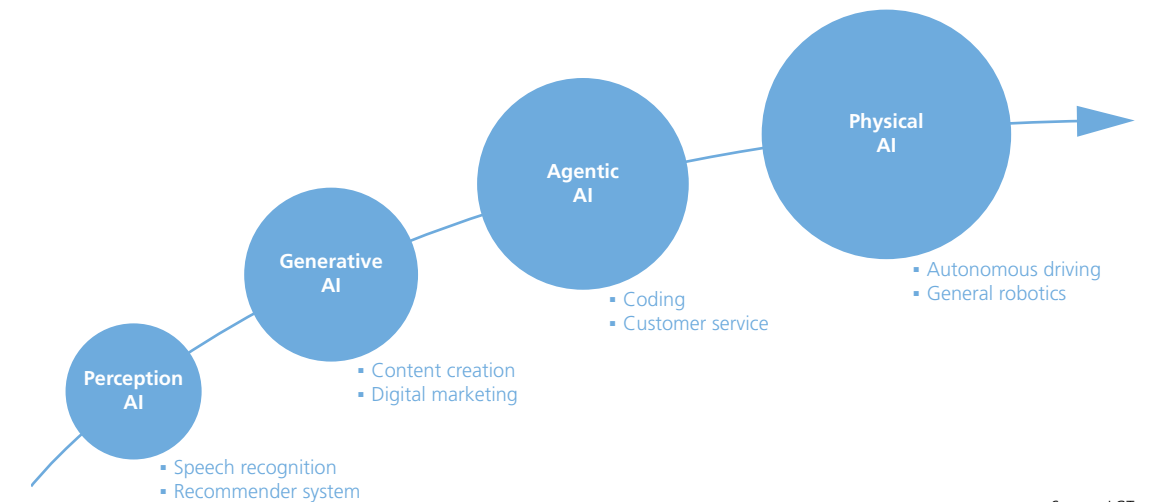 Physical
AI
Agentic
AI
Generative
AI
▪ Autonomous driving
▪ General robotics
▪ Coding
▪ Customer service
Perception
AI
▪ Content creation
▪ Digital marketing
▪ Speech recognition
▪ Recommender system